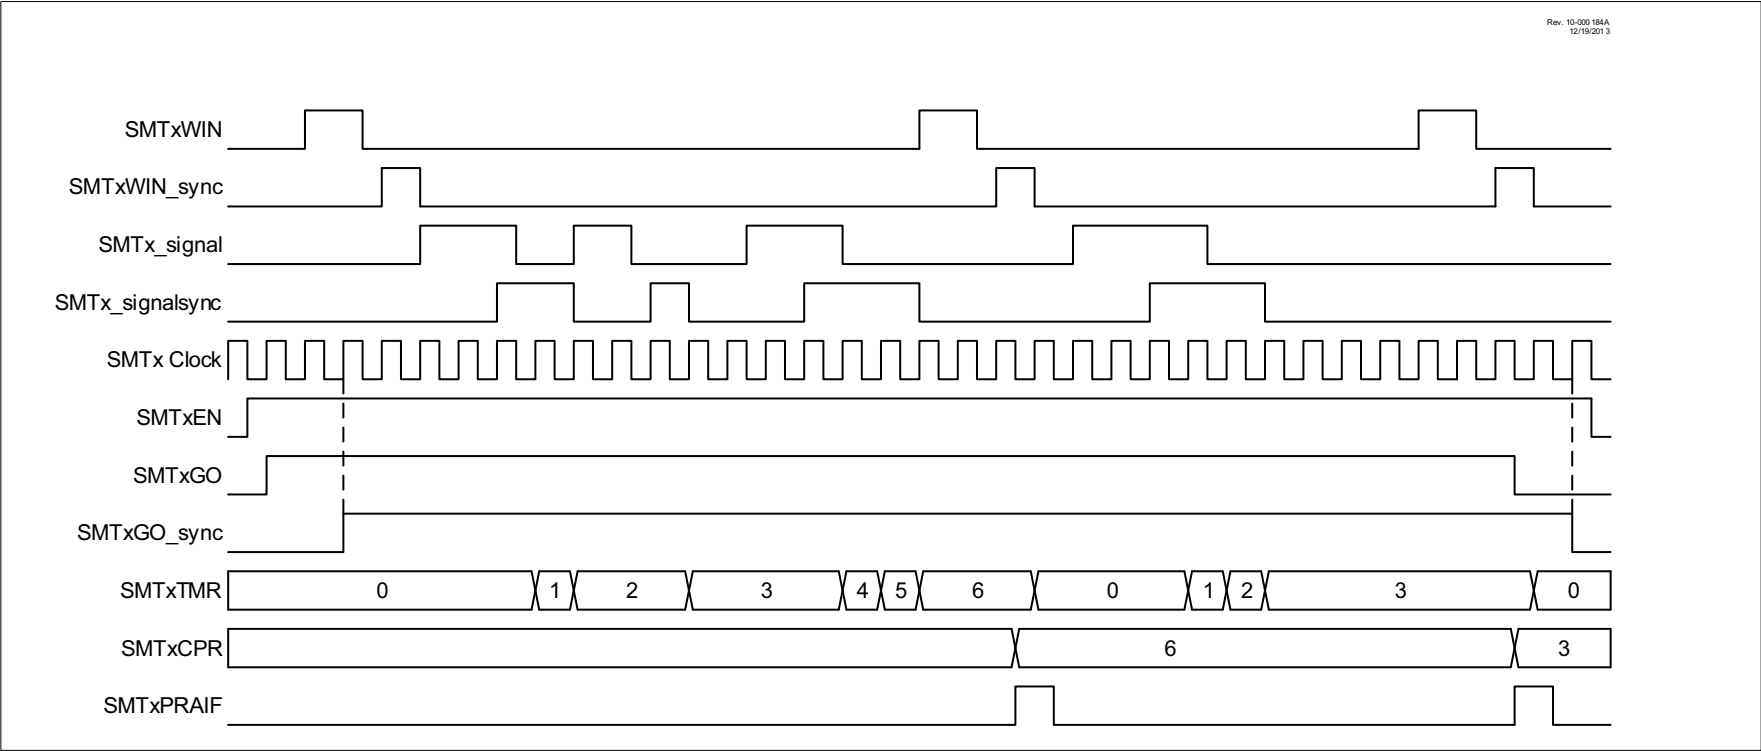 Rev. 10-000 184A
12/19/2013
SMTxWIN
SMTxWIN_sync
SMTx_signal
SMTx_signalsync
SMTx Clock
SMTxEN
SMTxGO
SMTxGO_sync
SMTxTMR 0 1 2 3 4 5 6 0 1 2 3 0
SMTxCPR 6 3
SMTxPRAIF